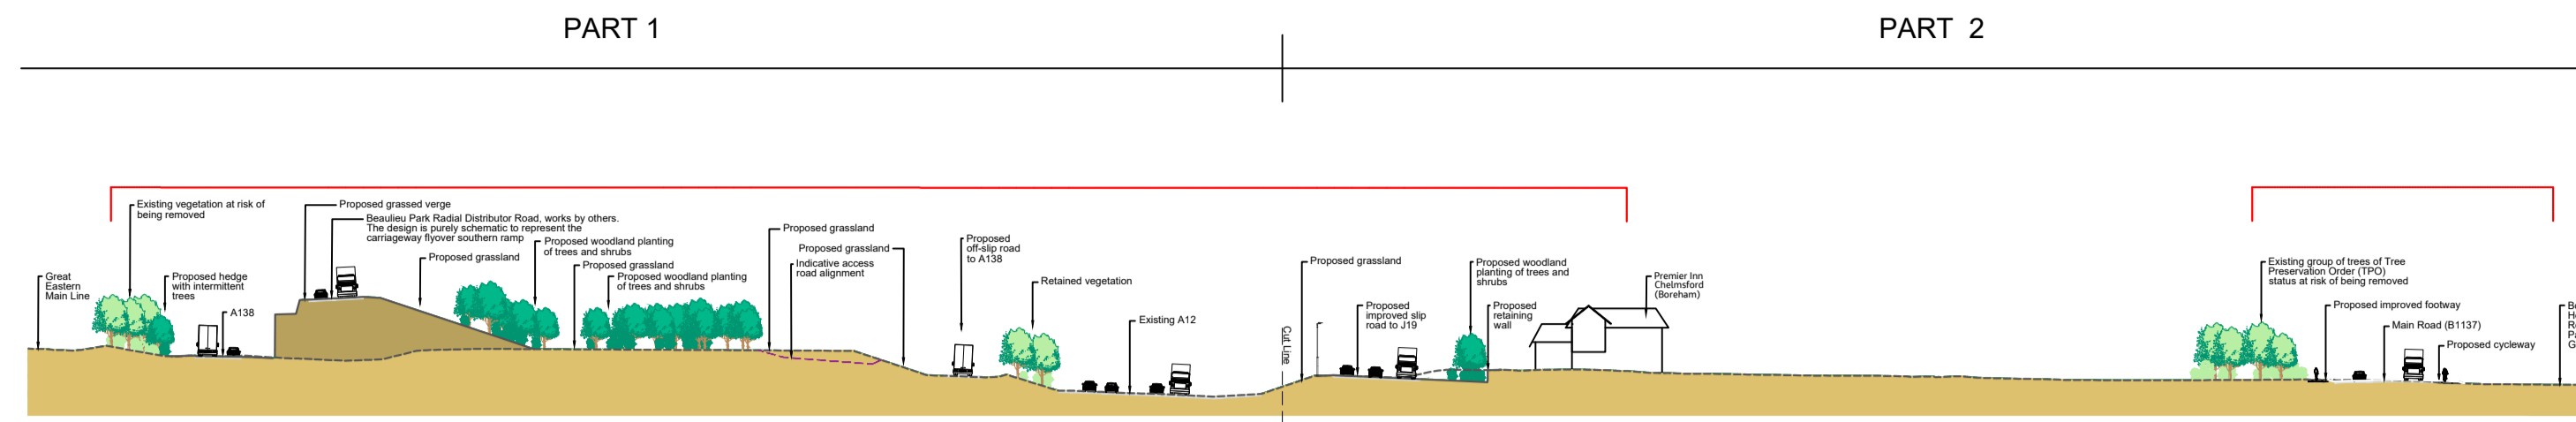 PART 1
PART 2
Great
Eastern
Main Line
Existing vegetation at risk of
being removed
Proposed hedge
with intermittent
trees
A138
Proposed grassed verge
Beaulieu Park Radial Distributor Road, works by others.
The design is purely schematic to represent the
carriageway flyover southern ramp
Proposed grassland
Proposed woodland planting
of trees and shrubs
Proposed grassland
Proposed woodland planting
of trees and shrubs
Proposed grassland
Indicative access
road alignment
Proposed grassland
Proposed
off-slip road
to A138
Retained vegetation
Existing A12
Cut Line
Proposed grassland
Proposed
improved slip
road to J19
Proposed woodland
planting of trees and
shrubs
Proposed
retaining
wall
Premier Inn
Chelmsford
(Boreham)
Existing group of trees of Tree
Preservation Order (TPO)
status at risk of being removed
Proposed improved footway
Main Road (B1137)
Proposed cycleway